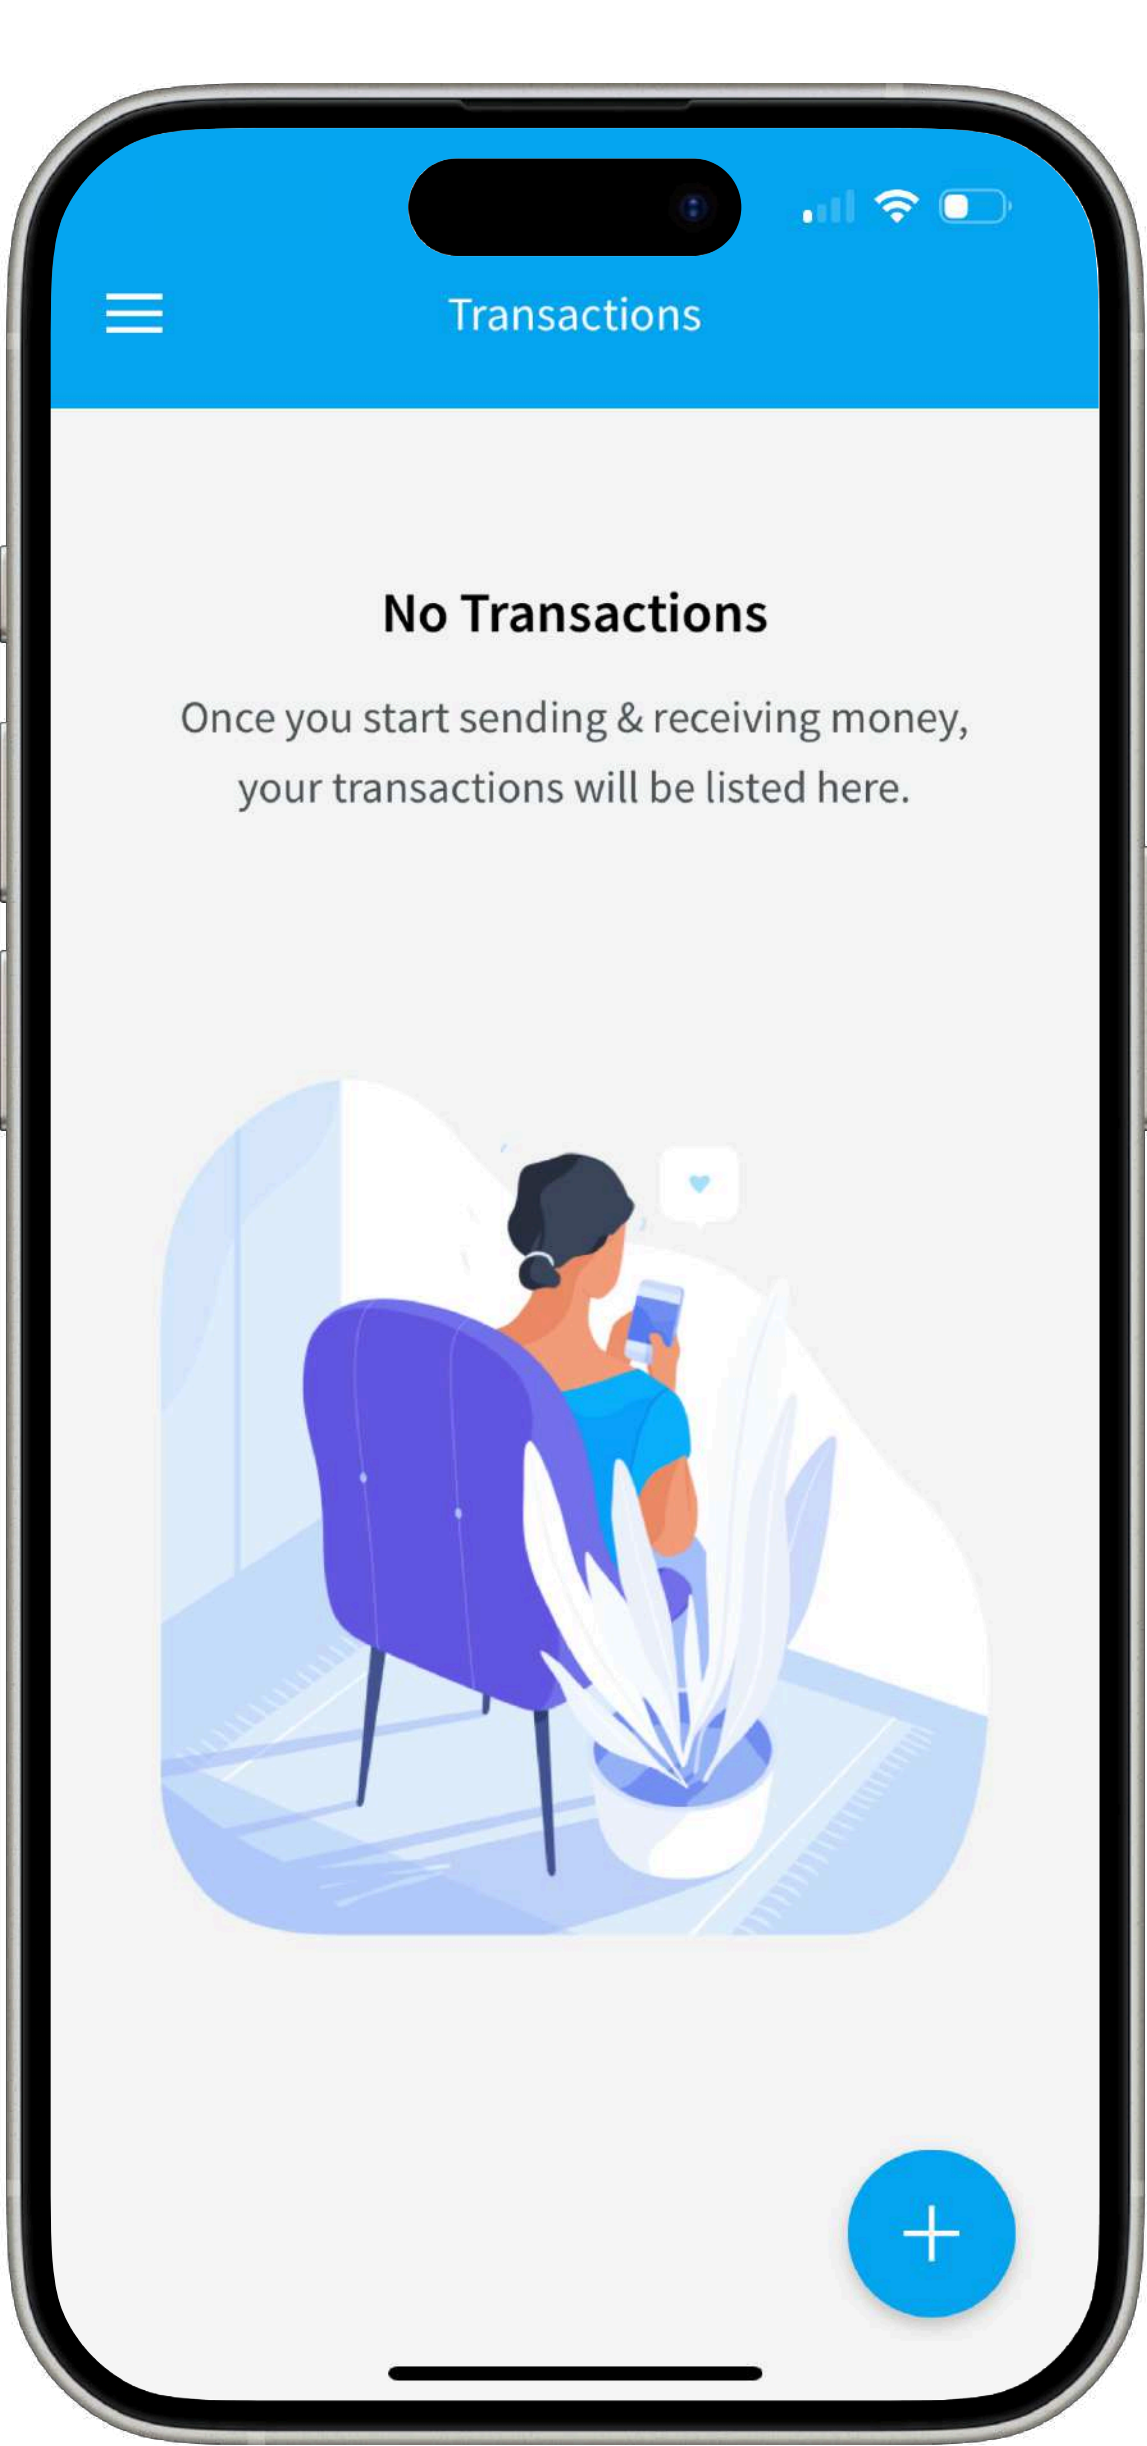 Transactions
No Transactions
Once you start sending & receiving money,
your transactions will be listed here.